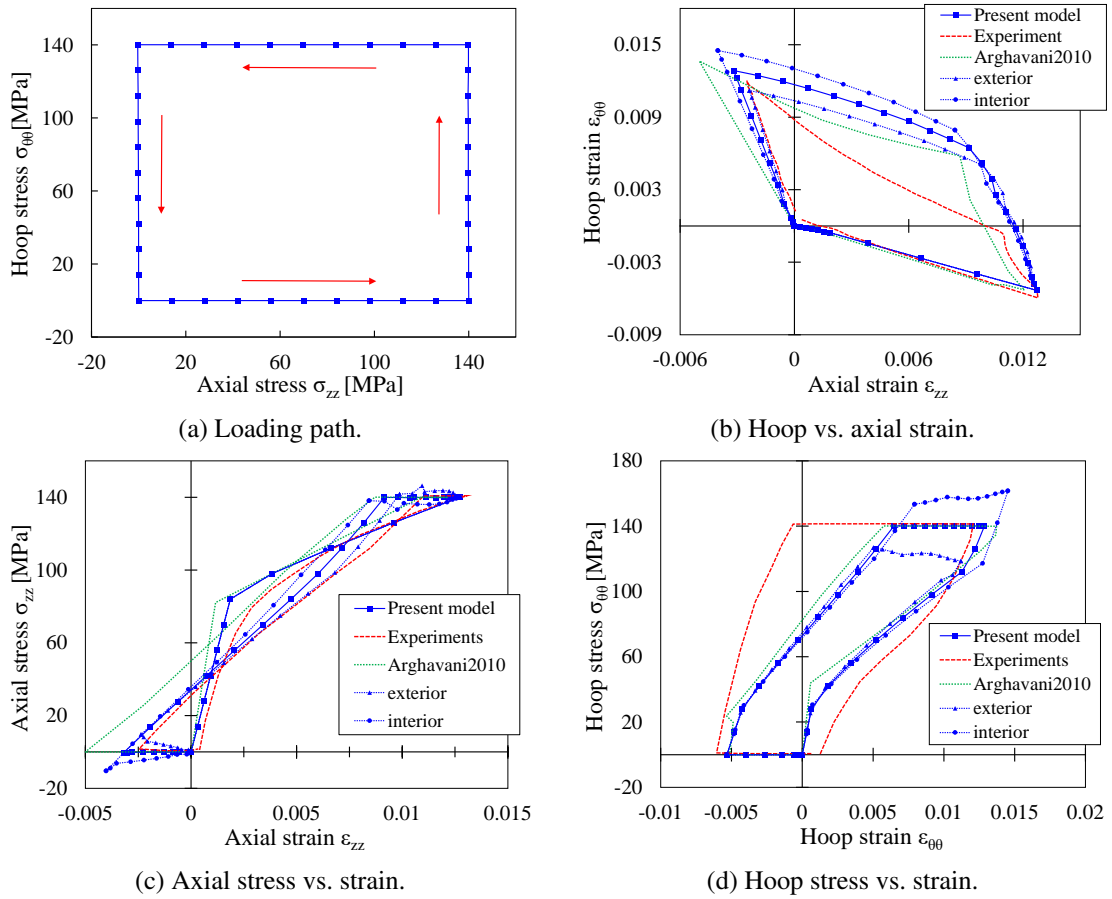 140
100
60
20
-20
Hoop stress σθθ [MPa]
-20
20
60
100
140
Axial stress σzz [MPa]
(a) Loading path.
0.015
0.009
0.003
-0.003
-0.009
Hoop strain εθθ
-0.006
0
0.006
0.012
Axial strain εzz
Present model
Experiment
Arghavani2010
exterior
interior
(b) Hoop vs. axial strain.
140
100
60
20
-20
Axial stress σzz [MPa]
-0.005
0
0.005
0.01
0.015
Axial strain εzz
Present model
Experiments
Arghavani2010
exterior
interior
(c) Axial stress vs. strain.
180
140
100
60
20
-20
Hoop stress σθθ [MPa]
-0.01
-0.005
0
0.005
0.01
0.015
0.02
Hoop strain εθθ
Present model
Experiments
Arghavani2010
exterior
interior
(d) Hoop stress vs. strain.